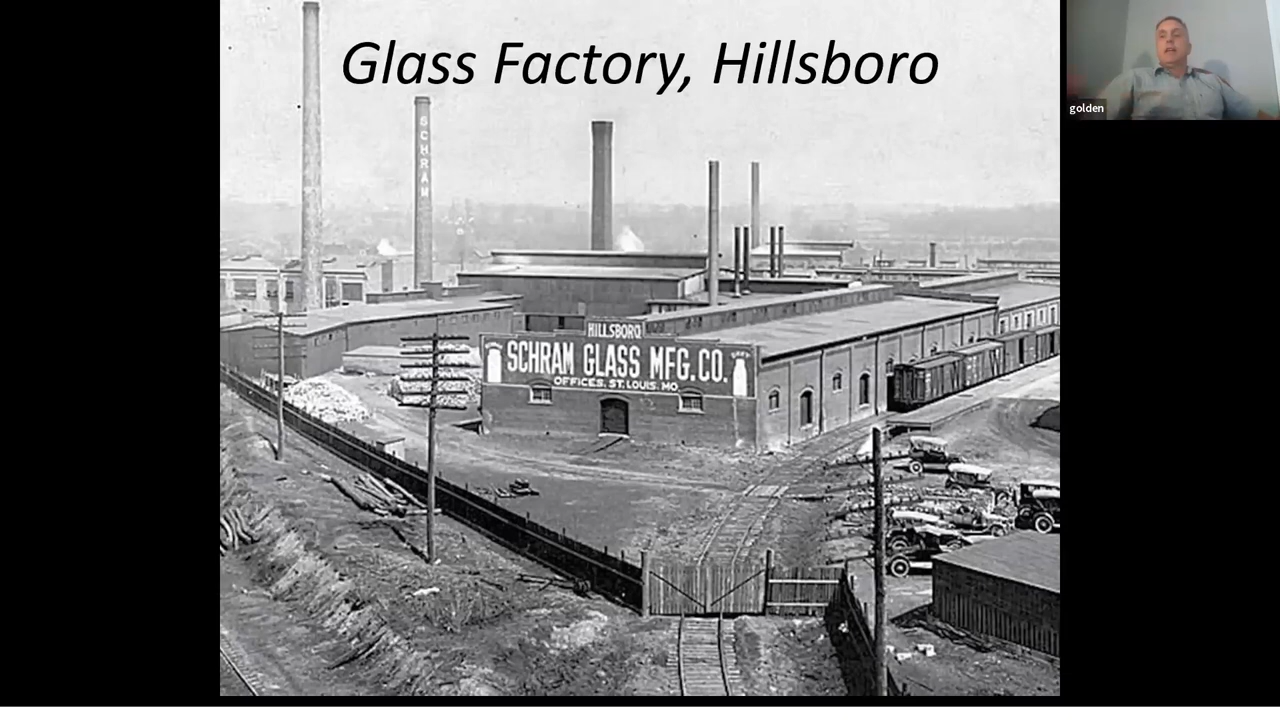 Glass Factory, Hillsboro
golden
SCHRAM
HILLSBORO
SCHRAM GLASS MFG. CO.
OFFICES, ST. LOUIS, MO.